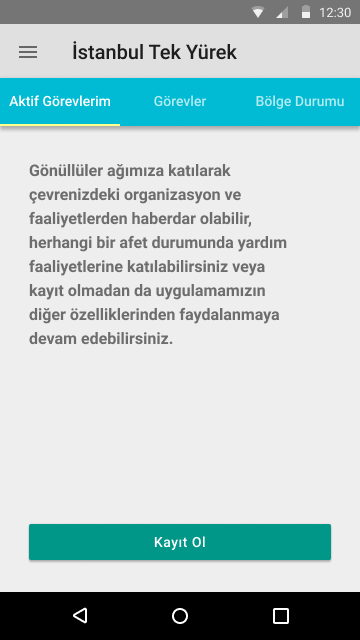 12:30
İstanbul Tek Yürek
Aktif Görevlerim Görevler Bölge Durumu
Gönüllüler ağımıza katılarak
çevrenizdeki organizasyon ve
faaliyetlerden haberdar olabilir,
herhangi bir afet durumunda yardım
faaliyetlerine katılabilirsiniz veya
kayıt olmadan da uygulamamızın
diğer özelliklerinden faydalanmaya
devam edebilirsiniz.
Kayıt Ol